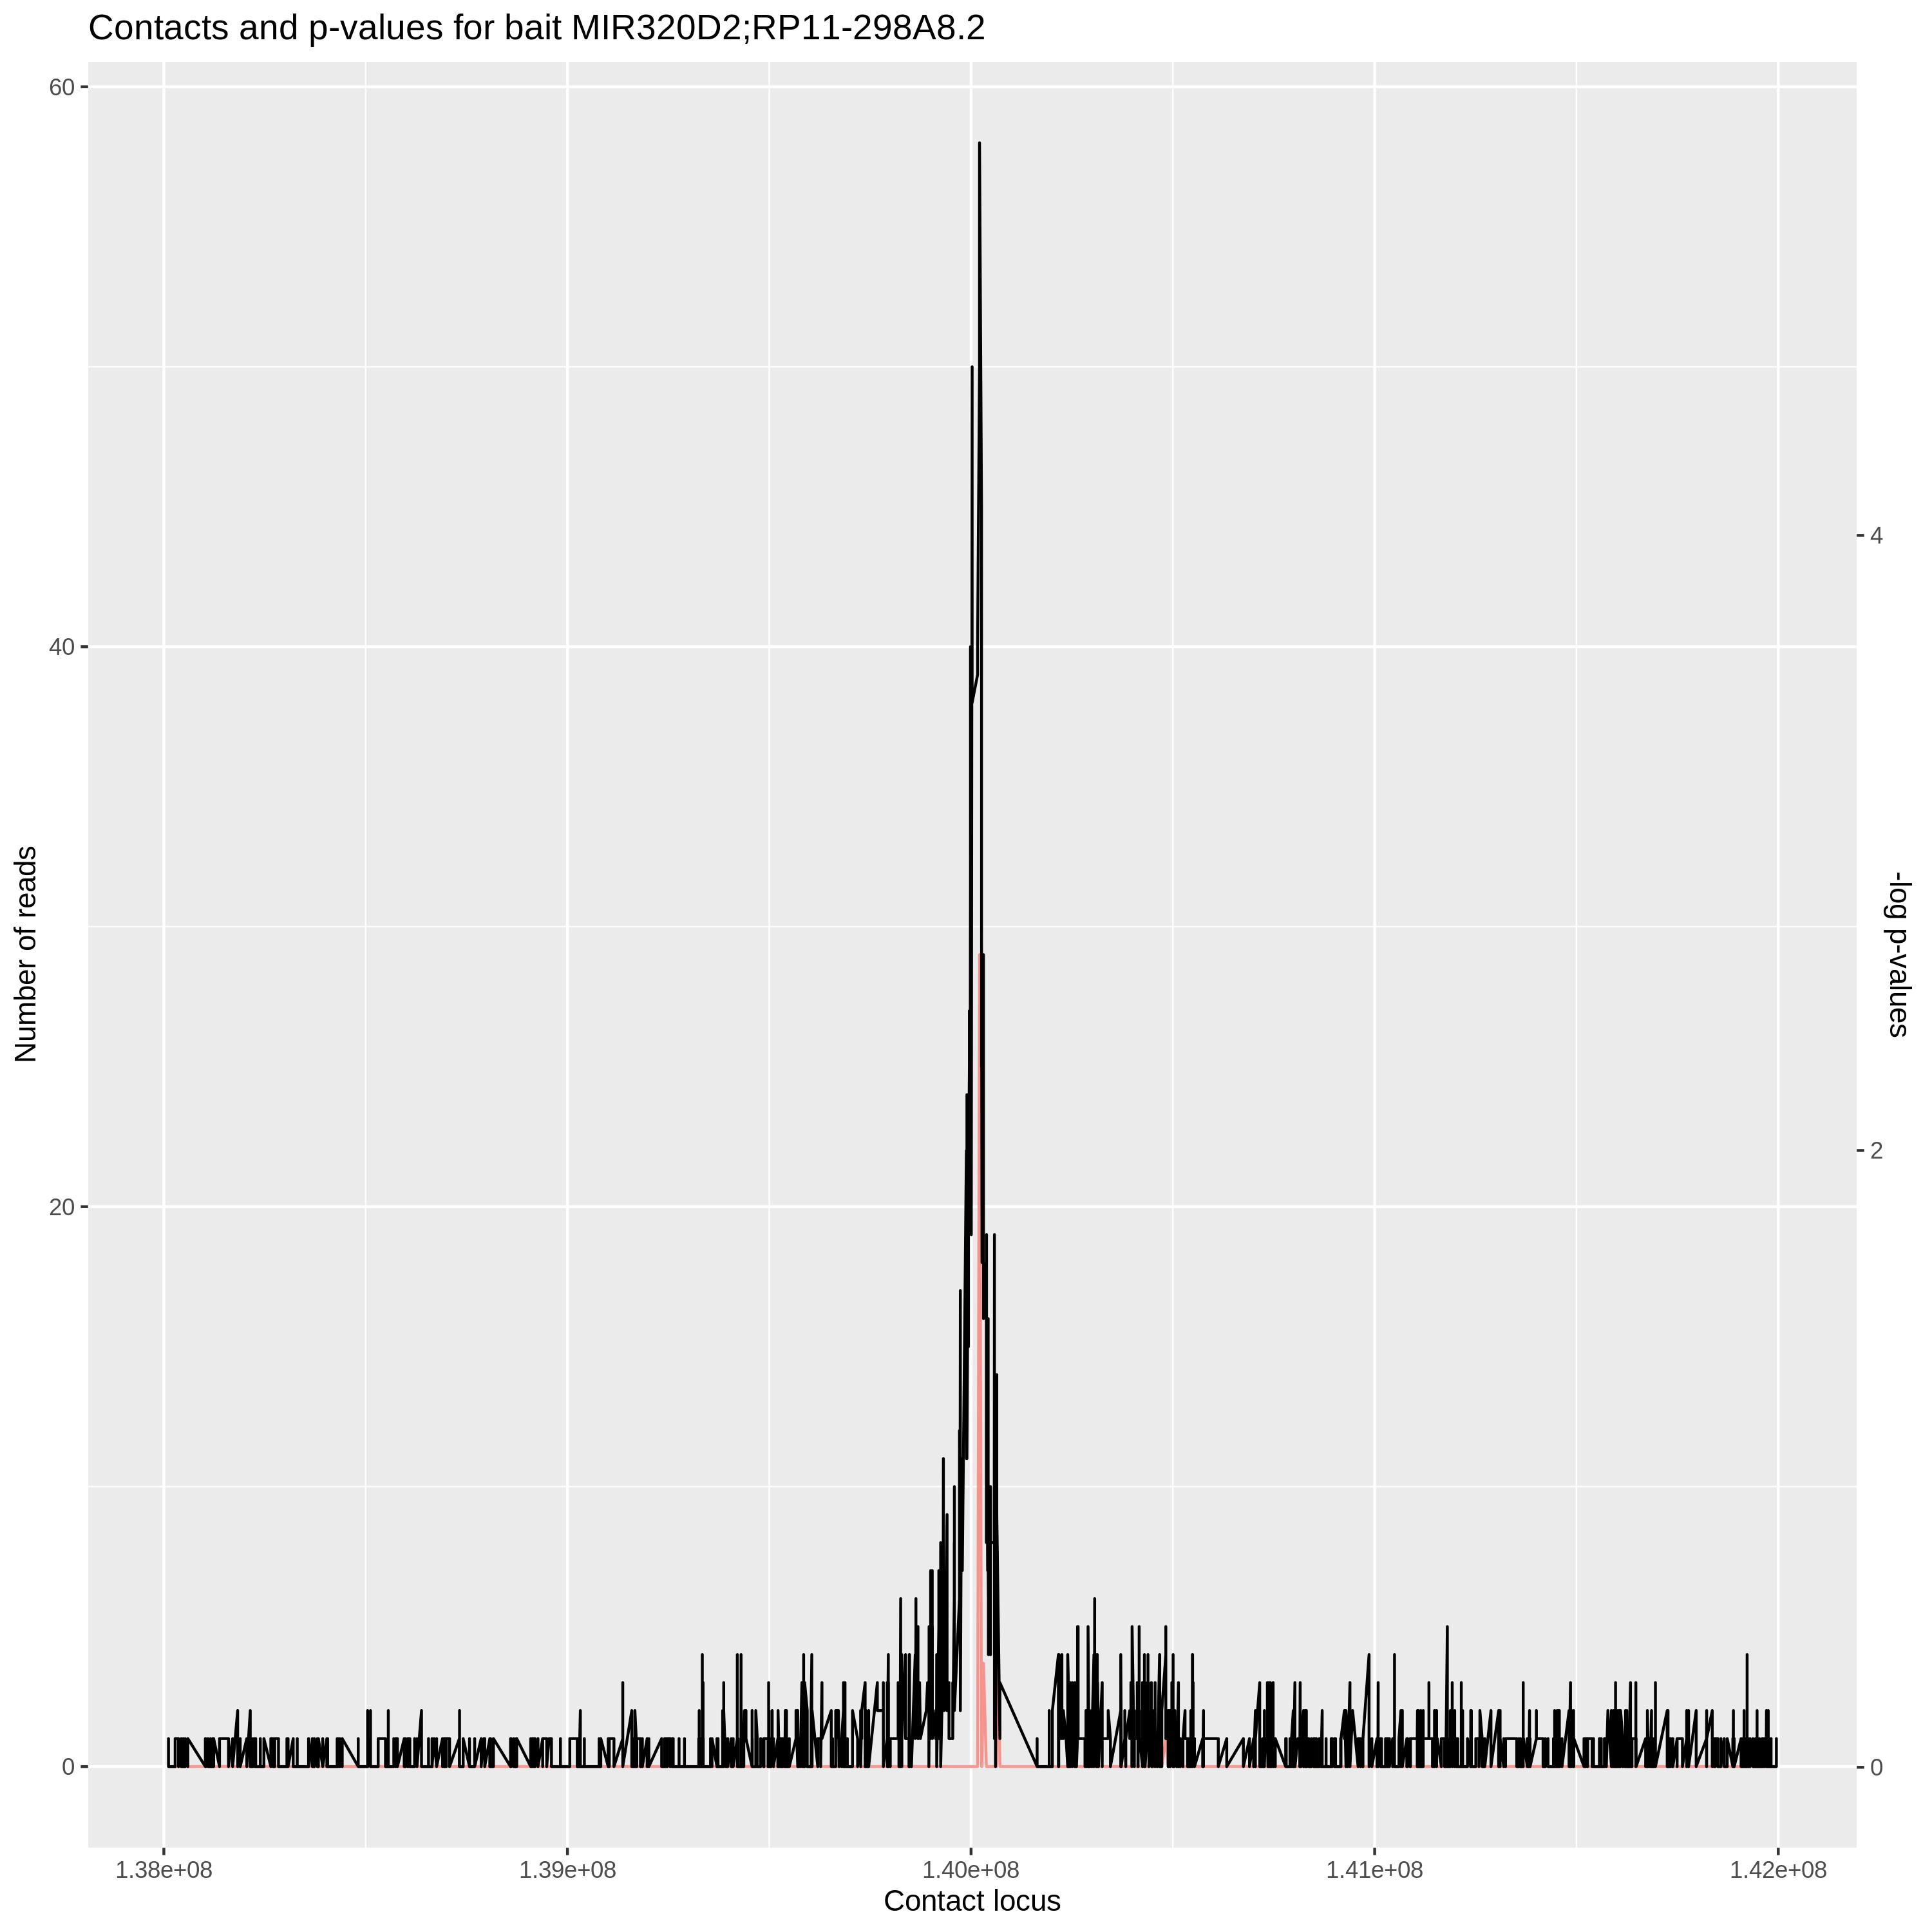 Contacts and p-values for bait MIR320D2;RP11-298A8.2
60
40
20
0
Number of reads
4
2
0
-log p-values
1.38e+08
1.39e+08
1.40e+08
1.41e+08
1.42e+08
Contact locus